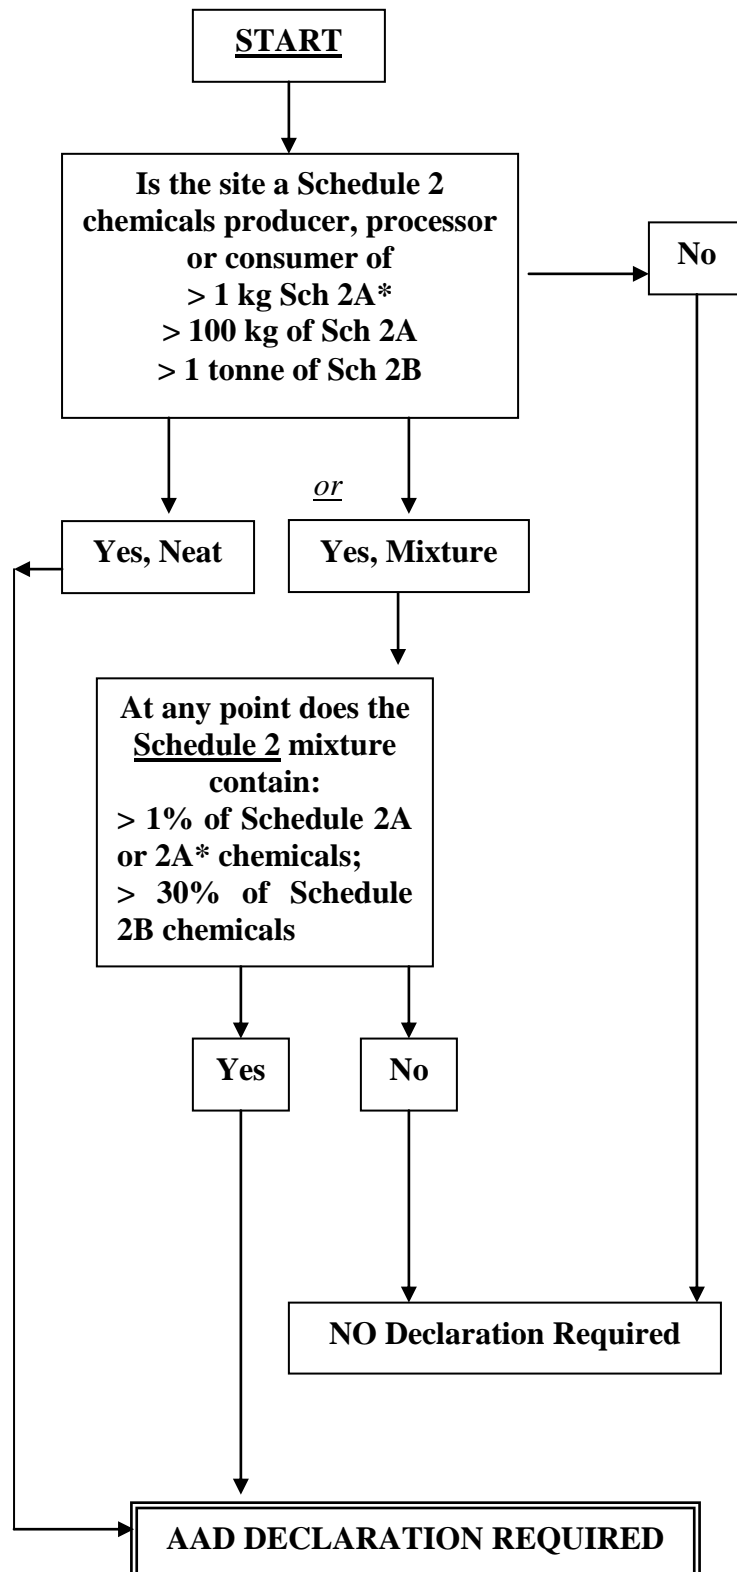 START
Is the site a Schedule 2
chemicals producer, processor
or consumer of
> 1 kg Sch 2A*
> 100 kg of Sch 2A
> 1 tonne of Sch 2B
No
or
Yes, Neat
Yes, Mixture
At any point does the
Schedule 2 mixture
contain:
> 1% of Schedule 2A
or 2A* chemicals;
> 30% of Schedule
2B chemicals
Yes
No
NO Declaration Required
AAD DECLARATION REQUIRED